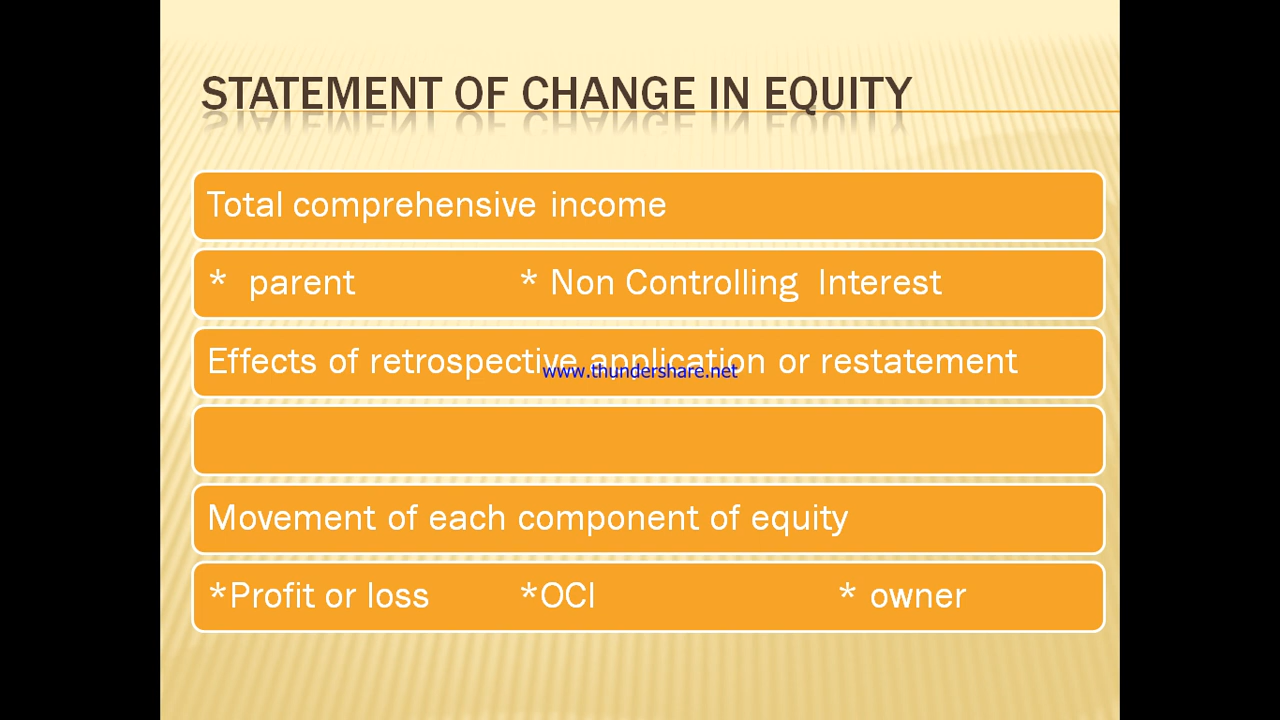 STATEMENT OF CHANGE IN EQUITY
Total comprehensive income
* parent * Non Controlling Interest
Effects of retrospective application or restatement
www.thundershare.net
Movement of each component of equity
*Profit or loss *OCI * owner